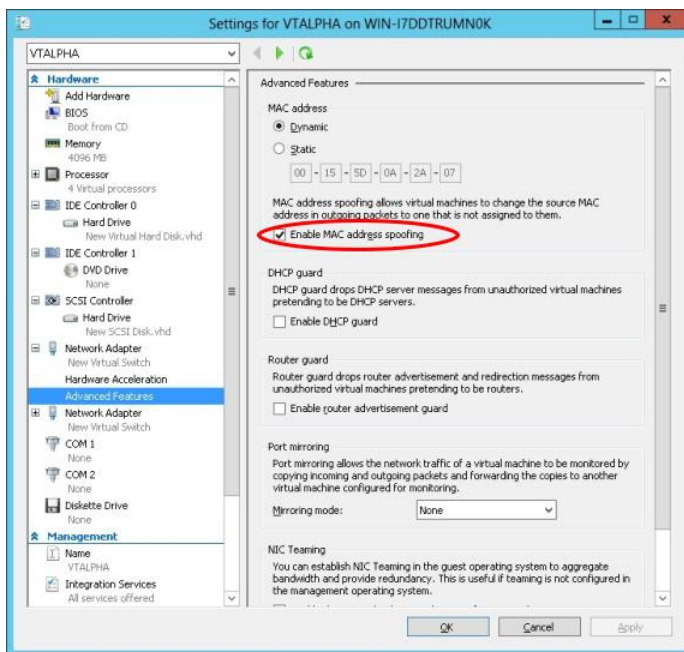 Settings for VTALPHA on WIN-I7DDTRUMN0K
VTALPHA
Hardware
Add Hardware
BIOS
Boot from CD
Memory
4096 MB
Processor
4 Virtual processors
IDE Controller 0
Hard Drive
New Virtual Hard Disk.vhd
IDE Controller 1
DVD Drive
None
SCSI Controller
Hard Drive
New SCSI Disk.vhd
Network Adapter
New Virtual Switch
Hardware Acceleration
Advanced Features
Network Adapter
New Virtual Switch
COM 1
None
COM 2
None
Diskette Drive
None
Management
Name
VTALPHA
Integration Services
All services offered
Advanced Features
MAC address
Dynamic
Static
00 - 15 - 5D - 0A - 2A - 07
MAC address spoofing allows virtual machines to change the source MAC
address in outgoing packets to one that is not assigned to them.
Enable MAC address spoofing
DHCP guard
DHCP guard drops DHCP server messages from unauthorized virtual machines
pretending to be DHCP servers.
Enable DHCP guard
Router guard
Router guard drops router advertisement and redirection messages from
unauthorized virtual machines pretending to be routers.
Enable router advertisement guard
Port mirroring
Port mirroring allows the network traffic of a virtual machine to be monitored by
copying incoming and outgoing packets and forwarding the copies to another
virtual machine configured for monitoring.
Mirroring mode: None
NIC Teaming
You can establish NIC Teaming in the guest operating system to aggregate
bandwidth and provide redundancy. This is useful if teaming is not configured in
the management operating system.
OK Cancel Apply